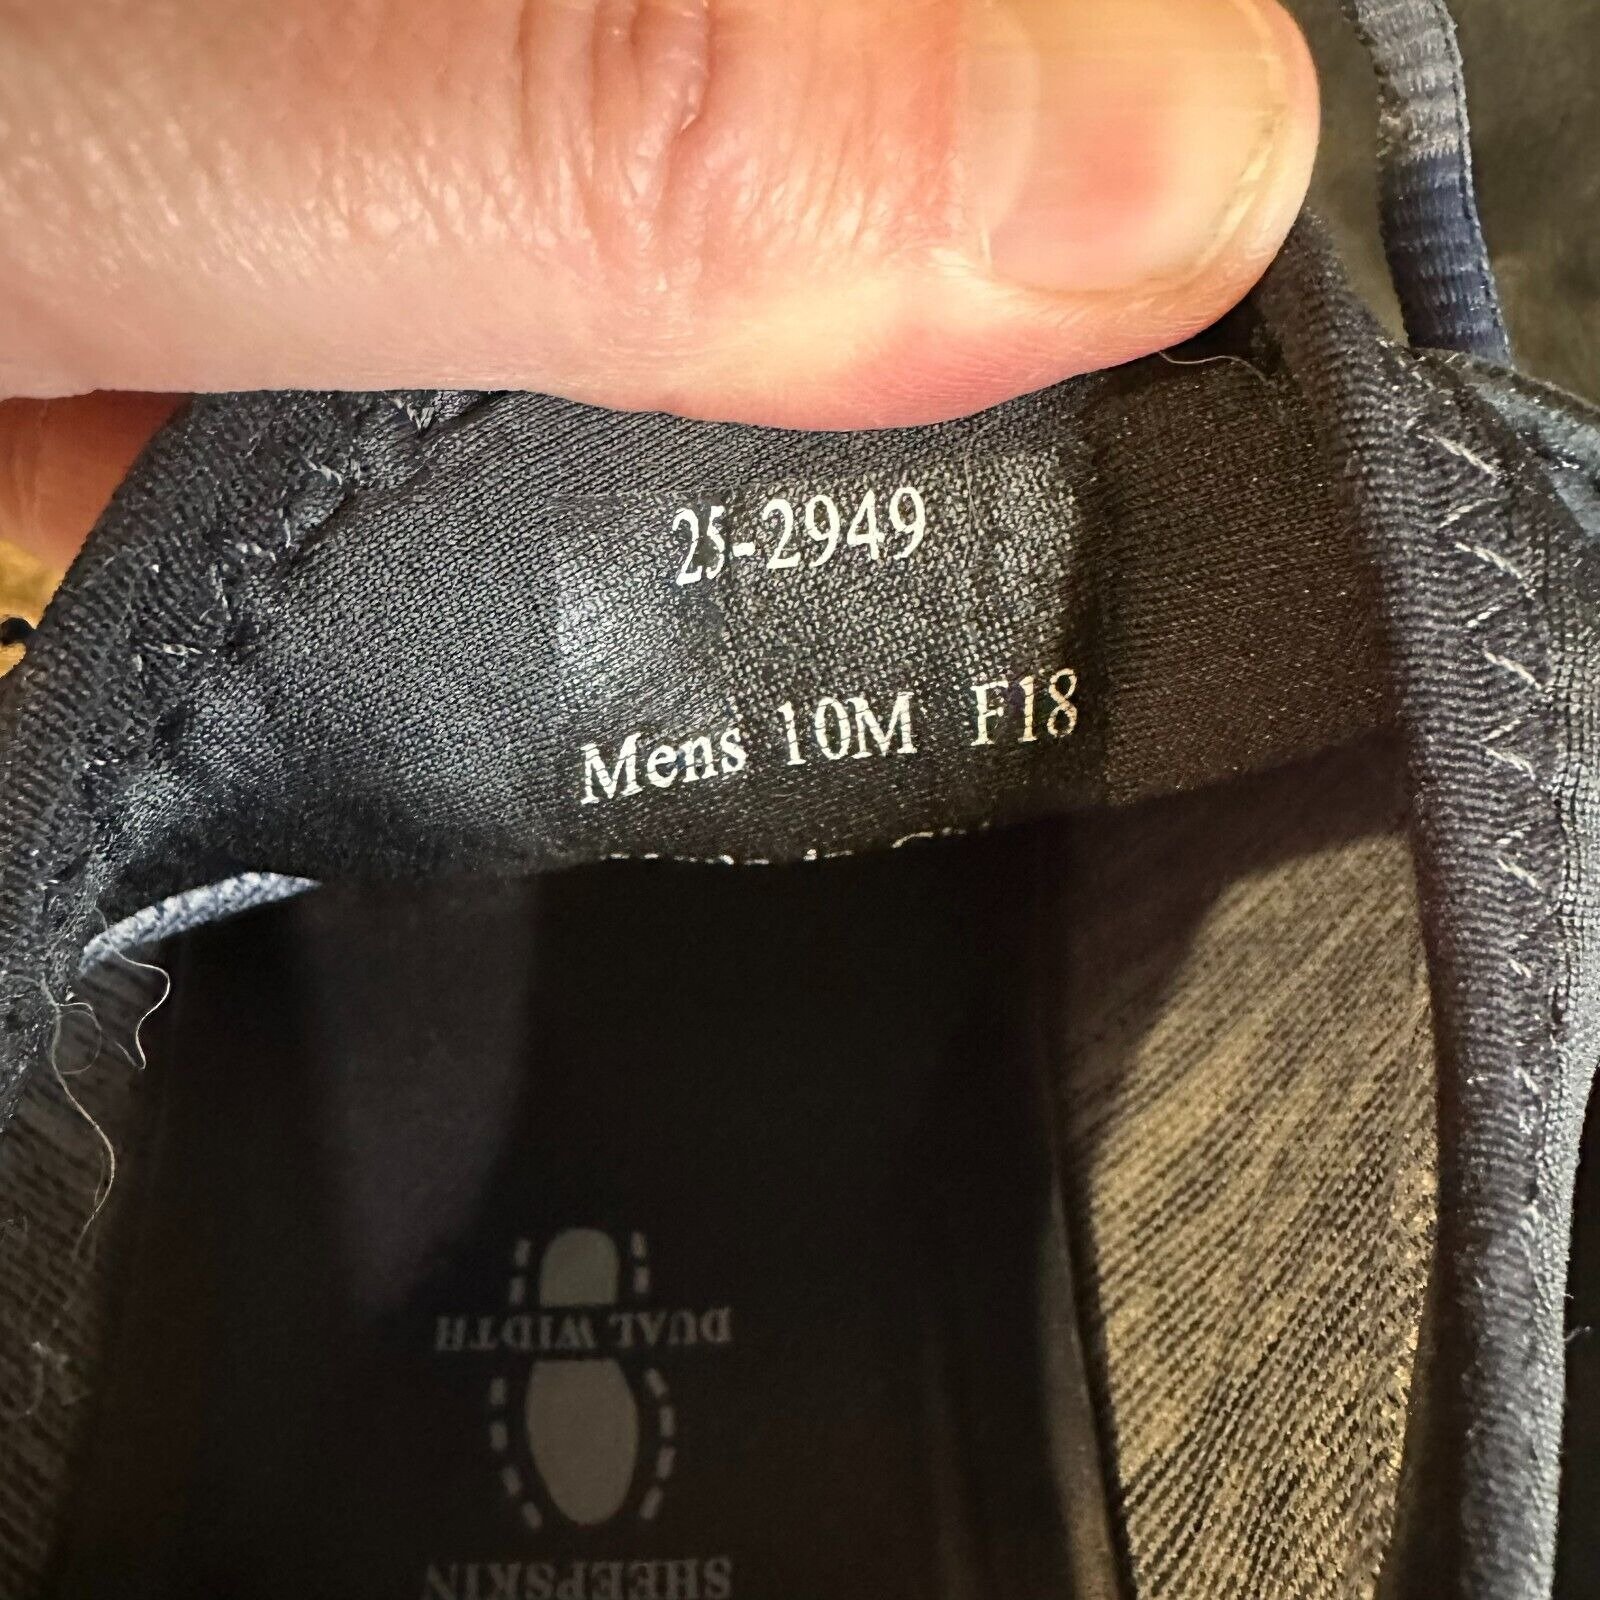 25-2949
Mens 10M F18
DUAL WIDTH
SHEEPSKIN